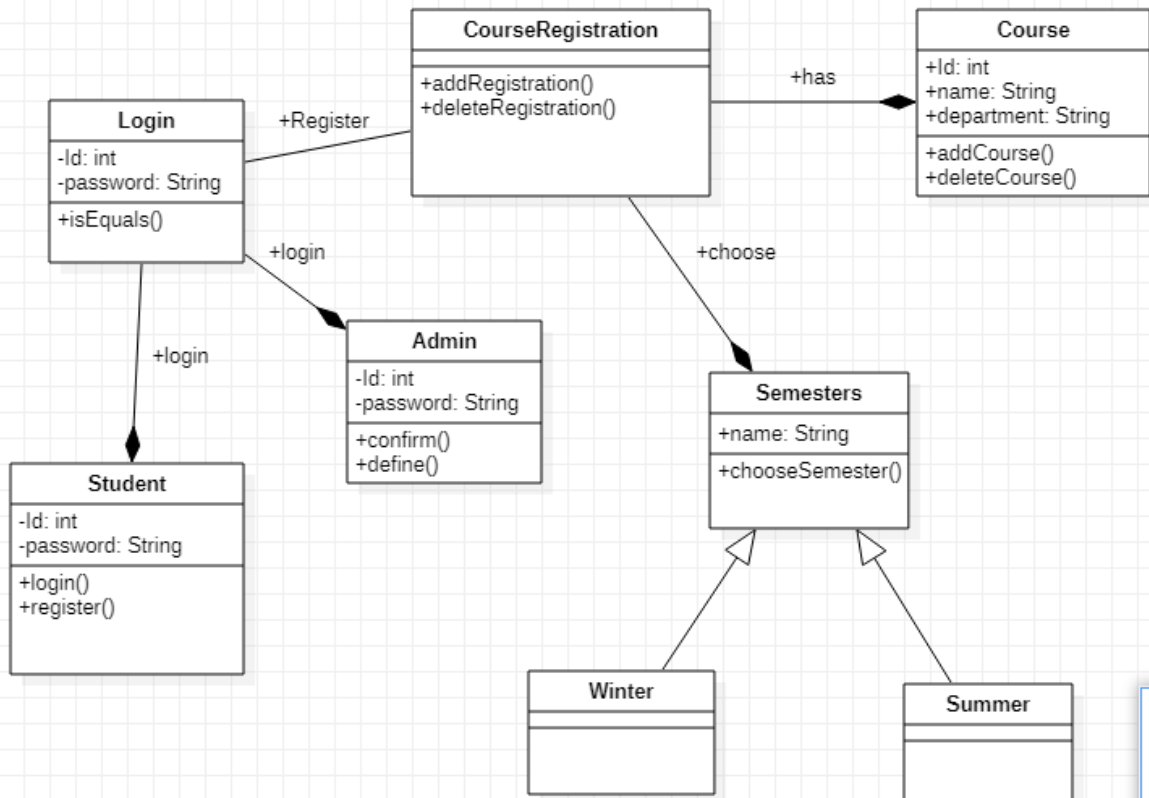 CourseRegistration
+addRegistration()
+deleteRegistration()
+has
Course
+Id: int
+name: String
+department: String
+addCourse()
+deleteCourse()
+Register
Login
-Id: int
-password: String
+isEquals()
+login
+choose
+login
Admin
-Id: int
-password: String
+confirm()
+define()
Semesters
+name: String
+chooseSemester()
Student
-Id: int
-password: String
+login()
+register()
Winter
Summer